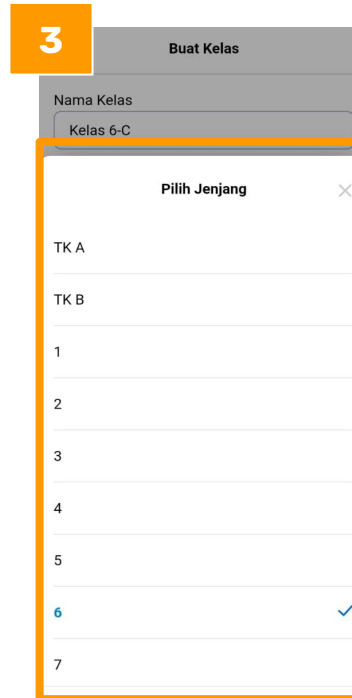 3
Buat Kelas
Nama Kelas
Kelas 6-C
Pilih Jenjang
TK A
TK B
1
2
3
4
5
6
7